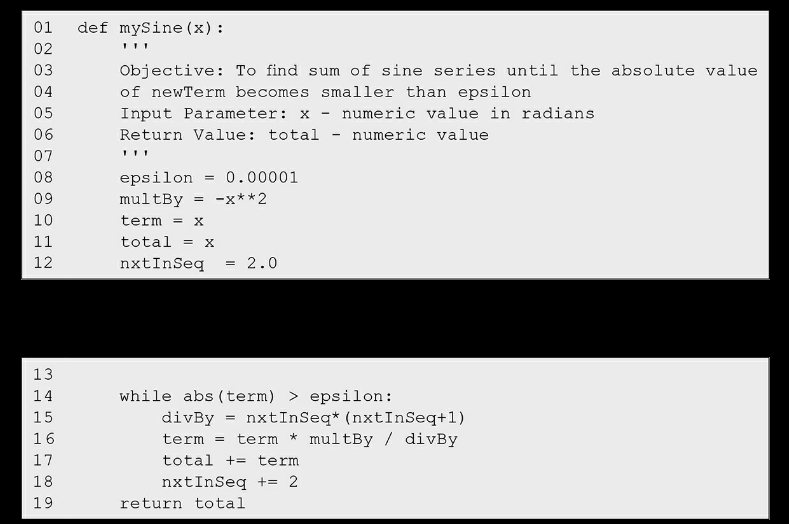 01 def mySine(x):
02     '''
03     Objective: To find sum of sine series until the absolute value
04     of newTerm becomes smaller than epsilon
05     Input Parameter: x - numeric value in radians
06     Return Value: total - numeric value
07     '''
08     epsilon = 0.00001
09     multBy = -x**2
10     term = x
11     total = x
12     nxtInSeq  = 2.0
13
14     while abs(term) > epsilon:
15         divBy = nxtInSeq*(nxtInSeq+1)
16         term = term * multBy / divBy
17         total += term
18         nxtInSeq += 2
19     return total